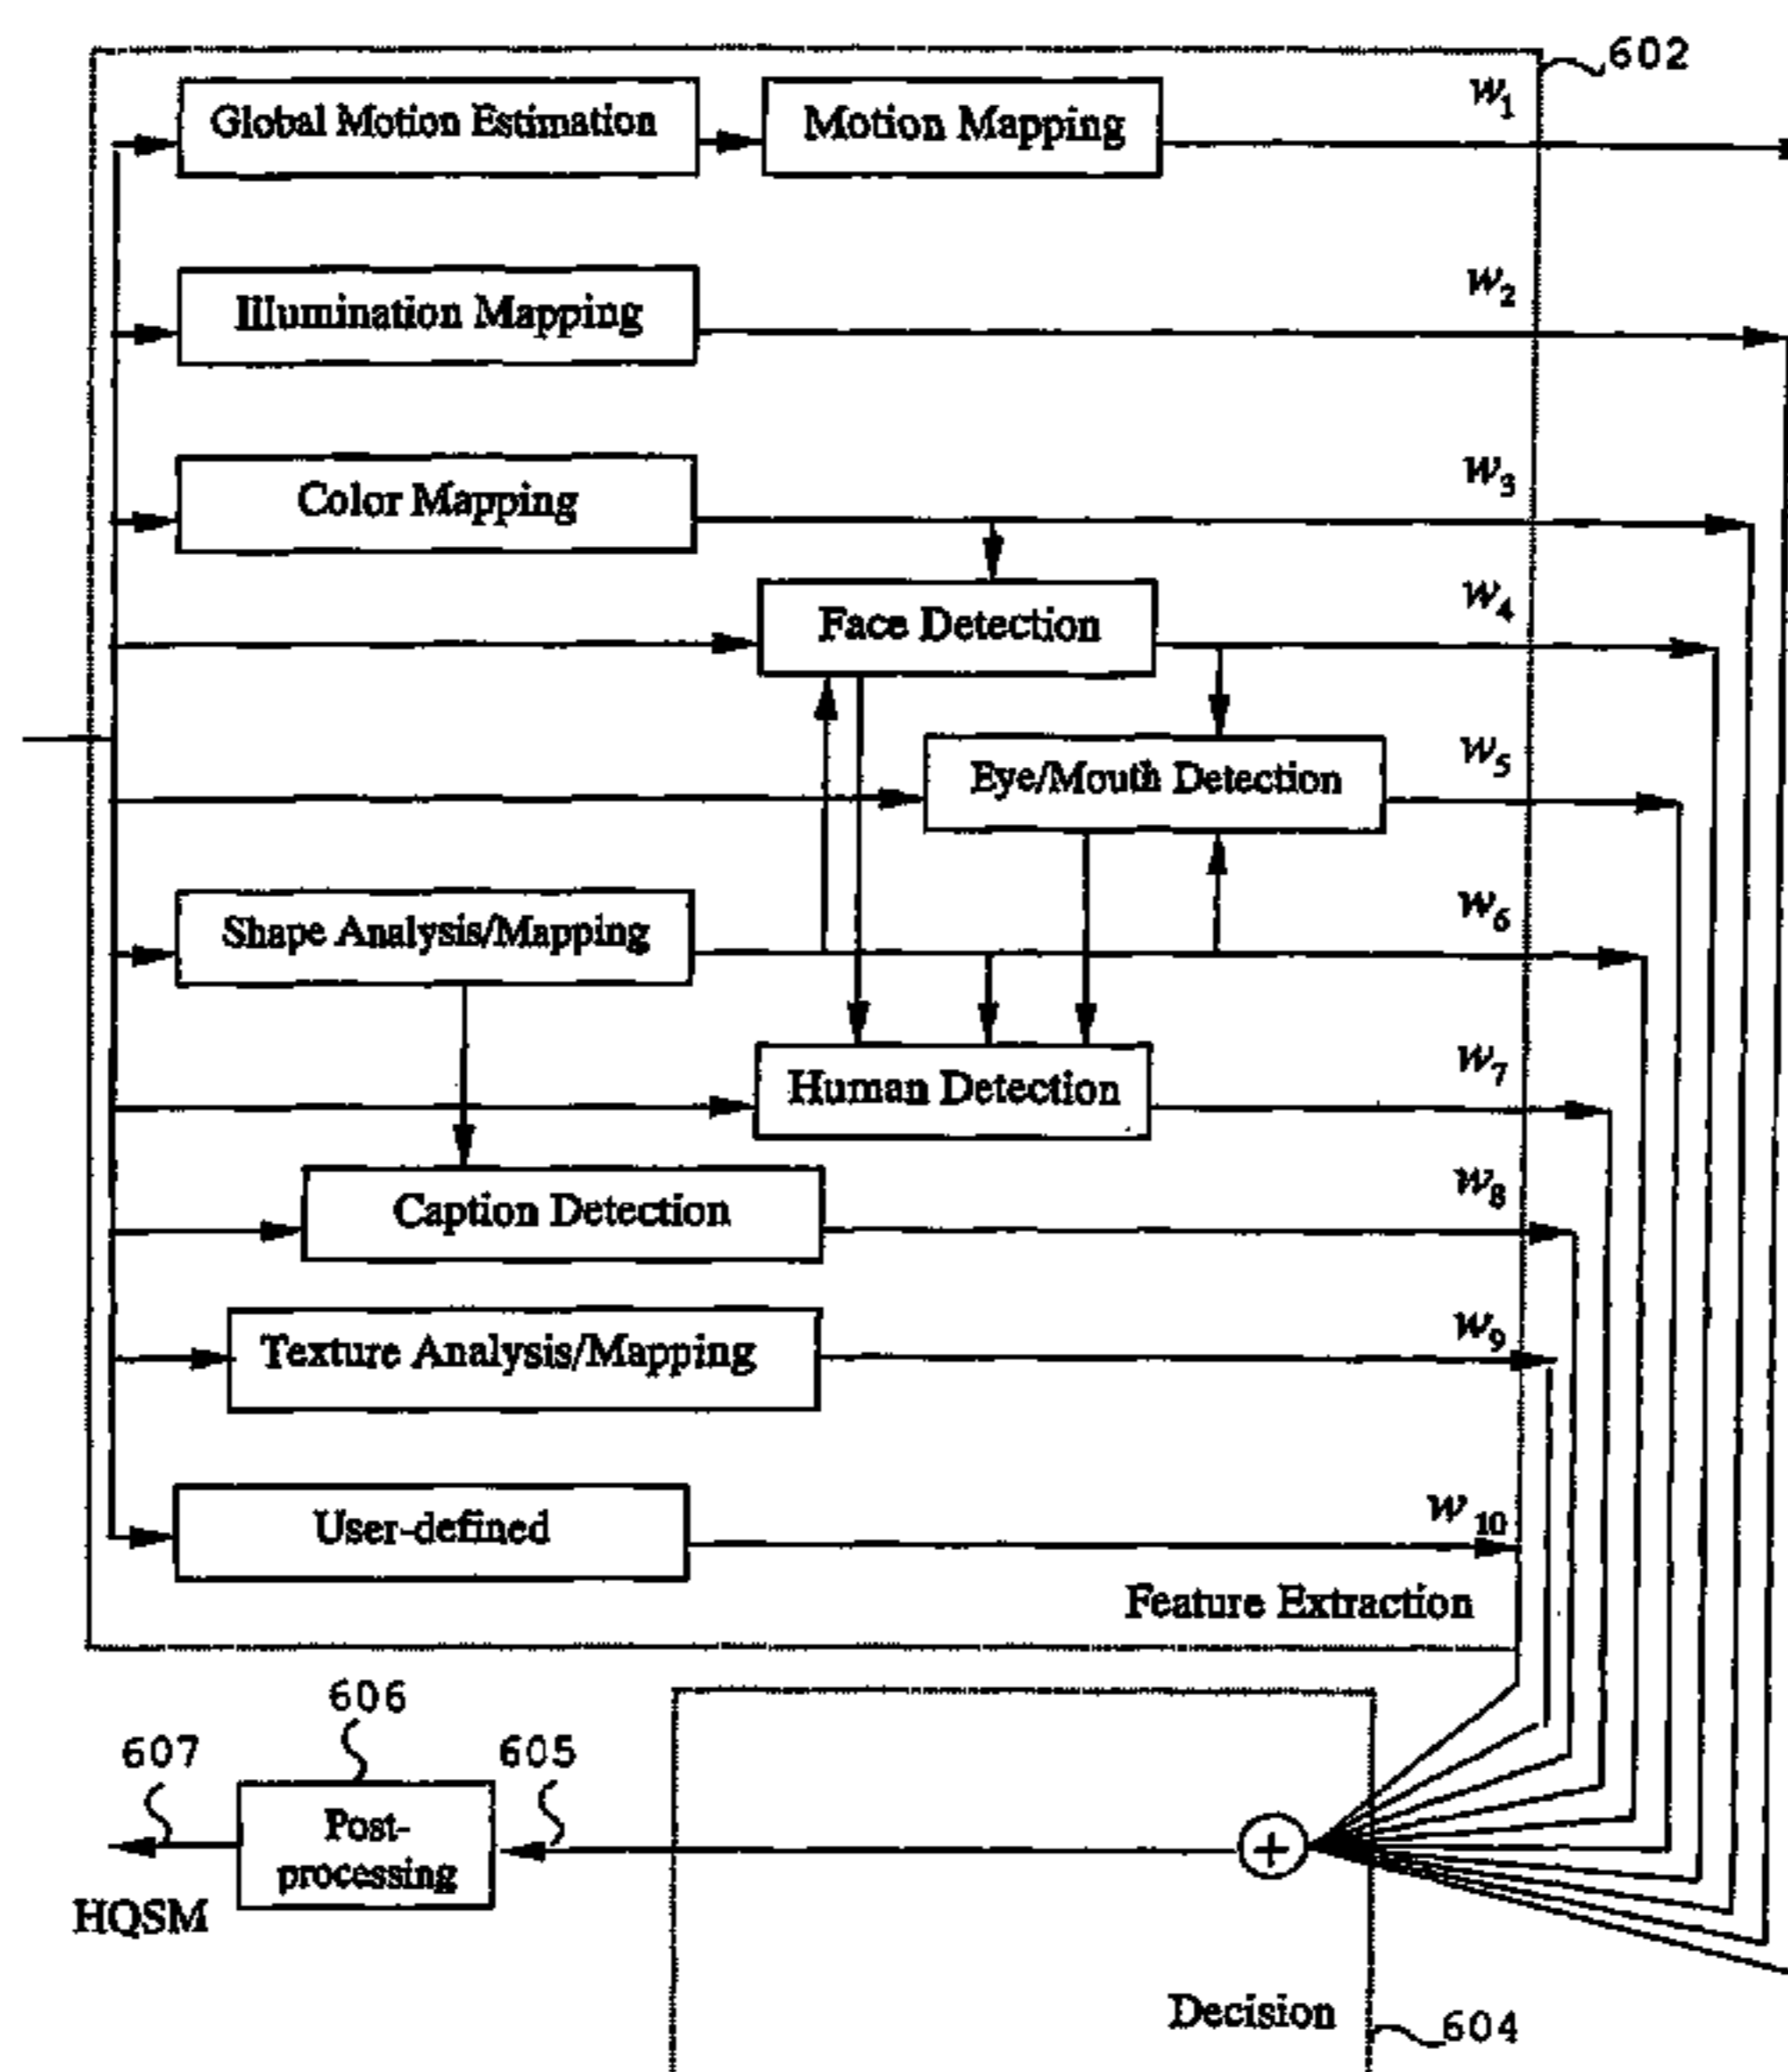 602
Global Motion Estimation
Motion Mapping
w1
Illumination Mapping
w2
Color Mapping
w3
Face Detection
w4
Eye/Mouth Detection
w5
Shape Analysis/Mapping
w6
Human Detection
w7
Caption Detection
w8
Texture Analysis/Mapping
w9
User-defined
w10
Feature Extraction
606
607
605
Post-
processing
+
HQSM
Decision
604